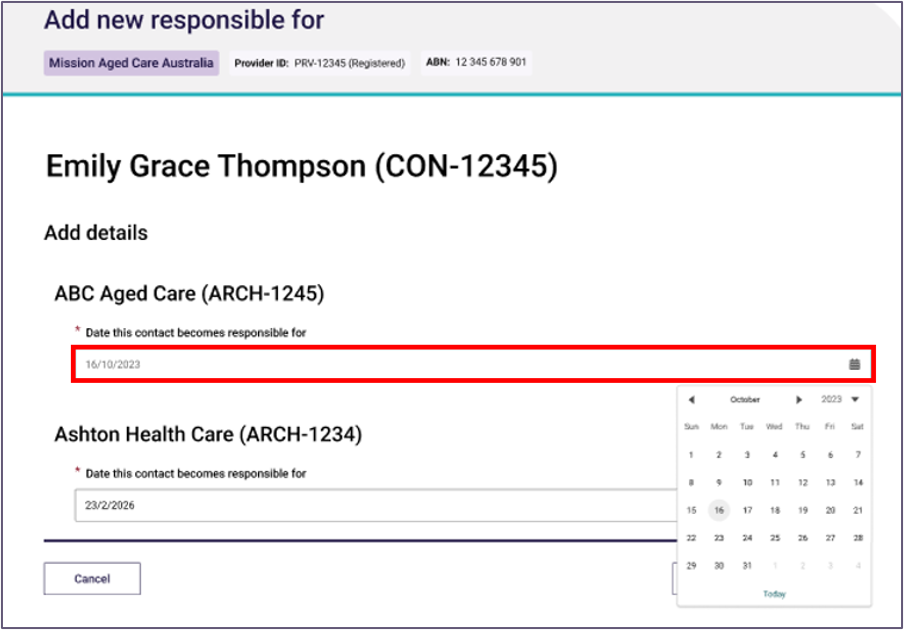 Add new responsible for
Mission Aged Care Australia Provider ID: PRV-12345 (Registered) ABN: 12 345 678 901
Emily Grace Thompson (CON-12345)
Add details
ABC Aged Care (ARCH-1245)
* Date this contact becomes responsible for
16/10/2023
October 2023
Sun Mon Tue Wed Thu Fri Sat
1 2 3 4 5 6 7
8 9 10 11 12 13 14
15 16 17 18 19 20 21
22 23 24 25 26 27 28
29 30 31 1 2 3 4
Today
Ashton Health Care (ARCH-1234)
* Date this contact becomes responsible for
23/2/2026
Cancel